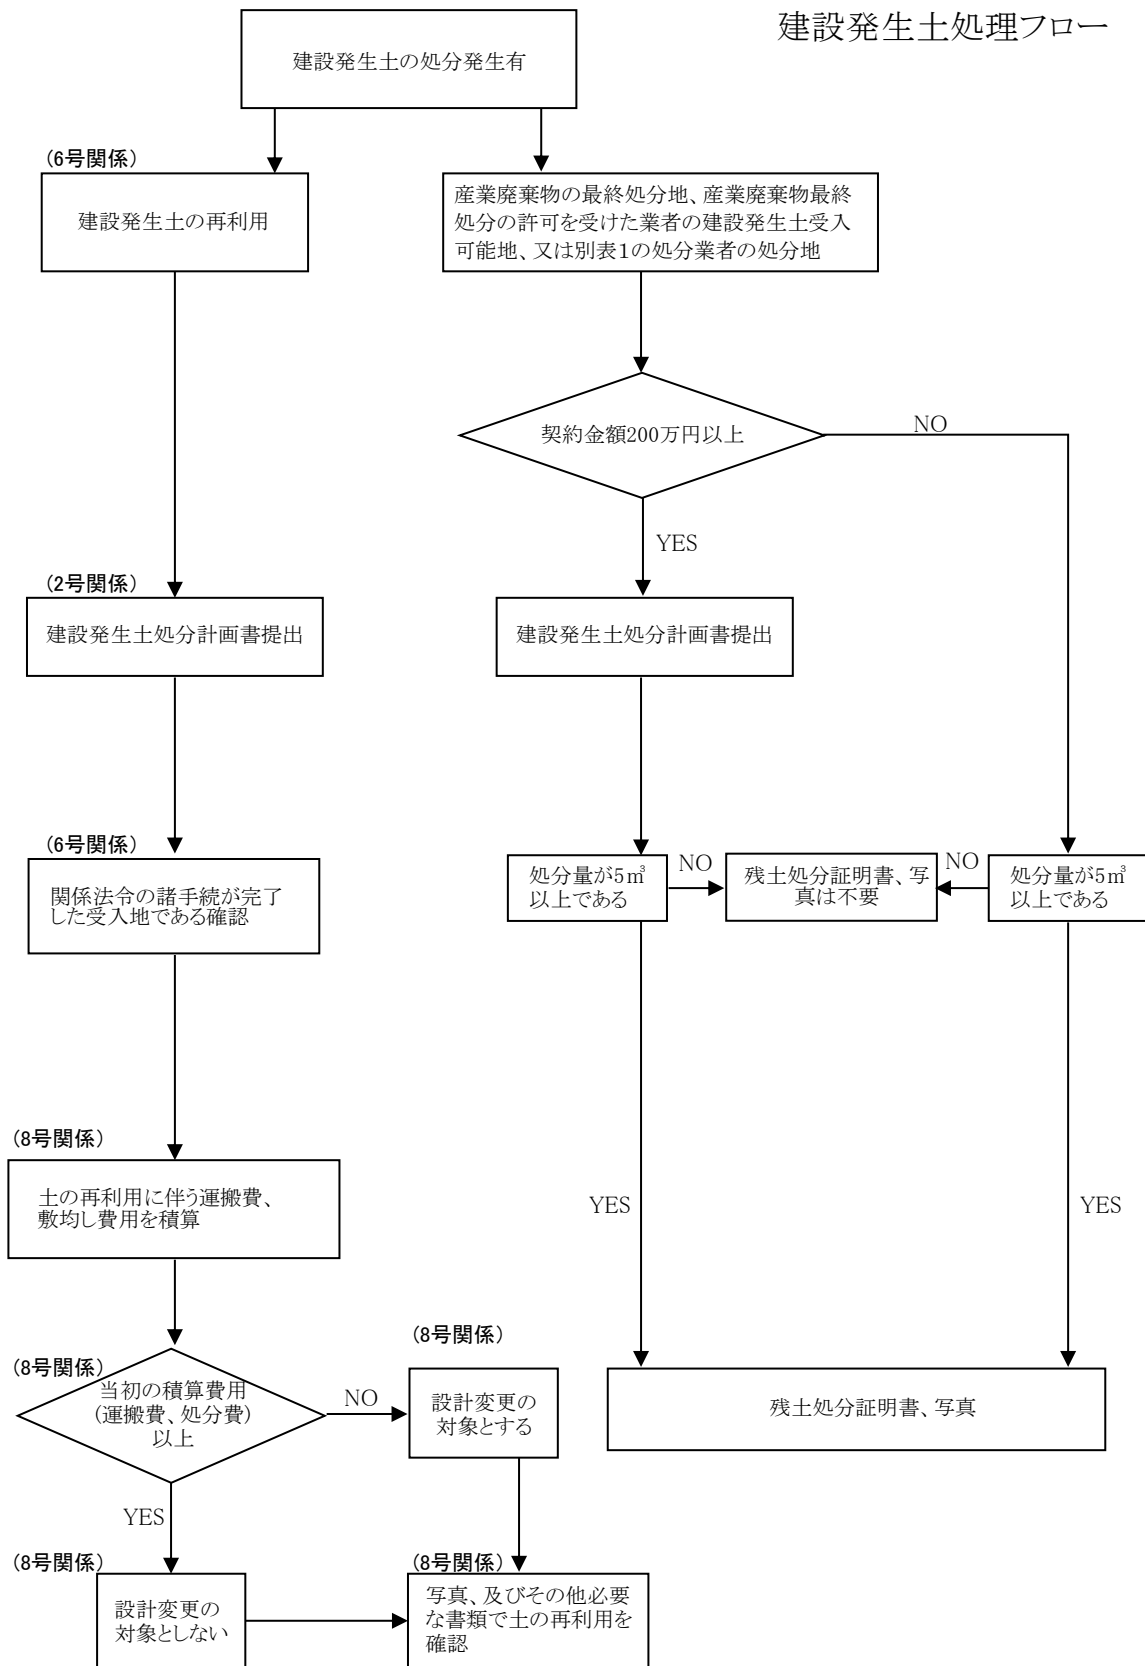 建設発生土処理フロー
建設発生土の処分発生有
(6号関係)
建設発生土の再利用
産業廃棄物の最終処分地、産業廃棄物最終
処分の許可を受けた業者の建設発生土受入
可能地、又は別表1の処分業者の処分地
契約金額200万円以上
NO
YES
(2号関係)
建設発生土処分計画書提出
建設発生土処分計画書提出
(6号関係)
関係法令の諸手続が完了
した受入地である確認
処分量が5㎥
以上である
NO
残土処分証明書、写
真は不要
NO
処分量が5㎥
以上である
(8号関係)
土の再利用に伴う運搬費、
敷均し費用を積算
YES
YES
(8号関係)
当初の積算費用
(運搬費、処分費)
以上
NO
(8号関係)
設計変更の
対象とする
残土処分証明書、写真
YES
(8号関係)
設計変更の
対象としない
(8号関係)
写真、及びその他必要
な書類で土の再利用を
確認